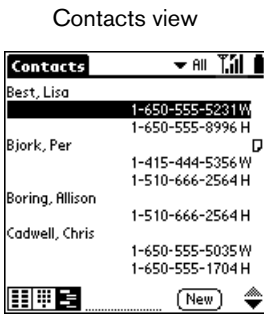 Contacts view
Contacts All
Best, Lisa
1-650-555-5231 W
1-650-555-8996 H
Bjork, Per
1-415-444-5356 W
1-510-666-2564 H
Boring, Allison
1-510-666-2564 H
Cadwell, Chris
1-650-555-5035 W
1-650-555-1704 H
New